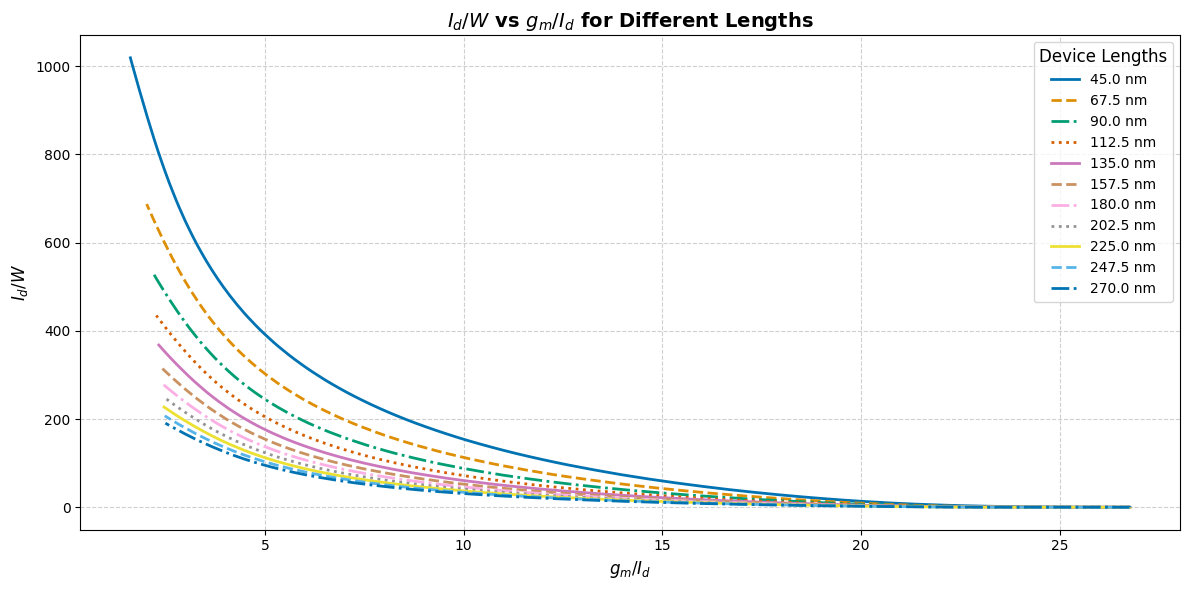 I_d/W vs g_m/I_d for Different Lengths
I_d/W
1000
800
600
400
200
0
5
10
15
20
25
g_m/I_d
Device Lengths
45.0 nm
67.5 nm
90.0 nm
112.5 nm
135.0 nm
157.5 nm
180.0 nm
202.5 nm
225.0 nm
247.5 nm
270.0 nm